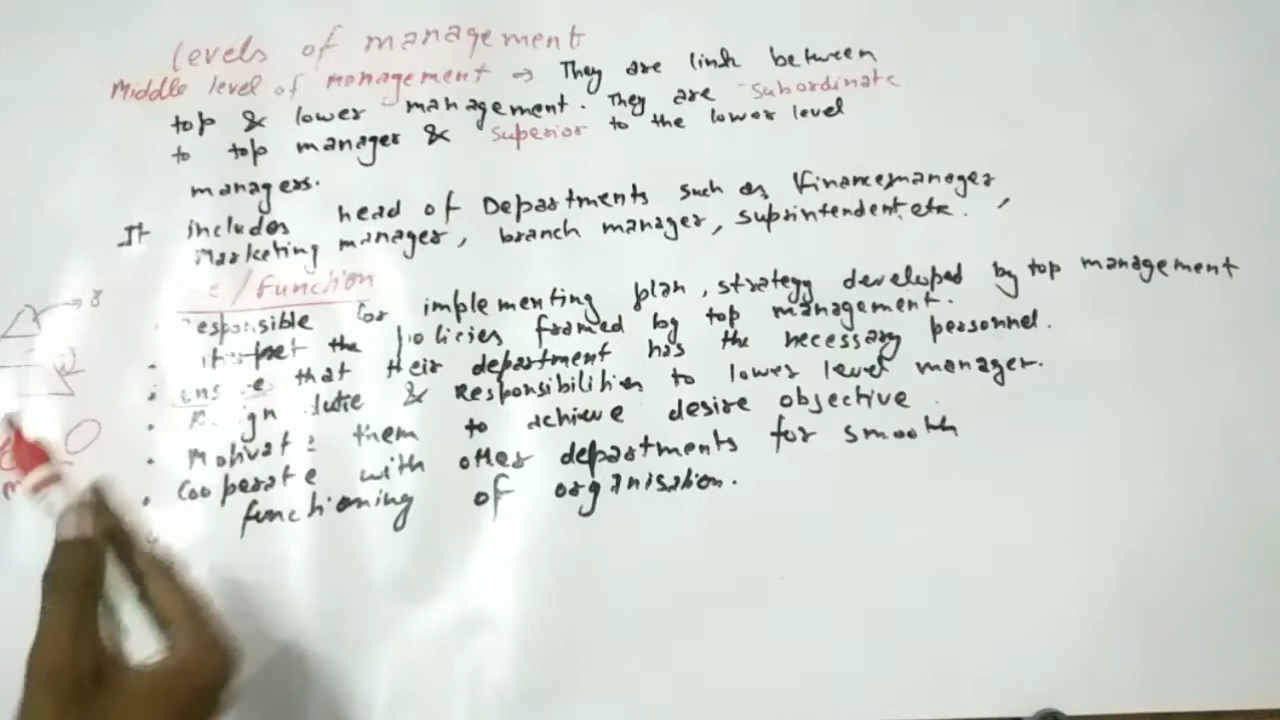 levels of management
Middle level of management → They are link between
top & lower management. They are subordinate
to top manager & superior to the lower level
managers.
It includes head of Departments such as Finance manager,
Marketing manager, branch manager, suprintendent, etc.
/ Function
Responsible for implementing plan, strategy developed by top management
• the policies framed by top management.
• that their department has the necessary personnel.
• & Responsibilities to lower level manager.
• Motivate them to achieve desire objective.
• Cooperate with other departments for smooth
functioning of organisation.